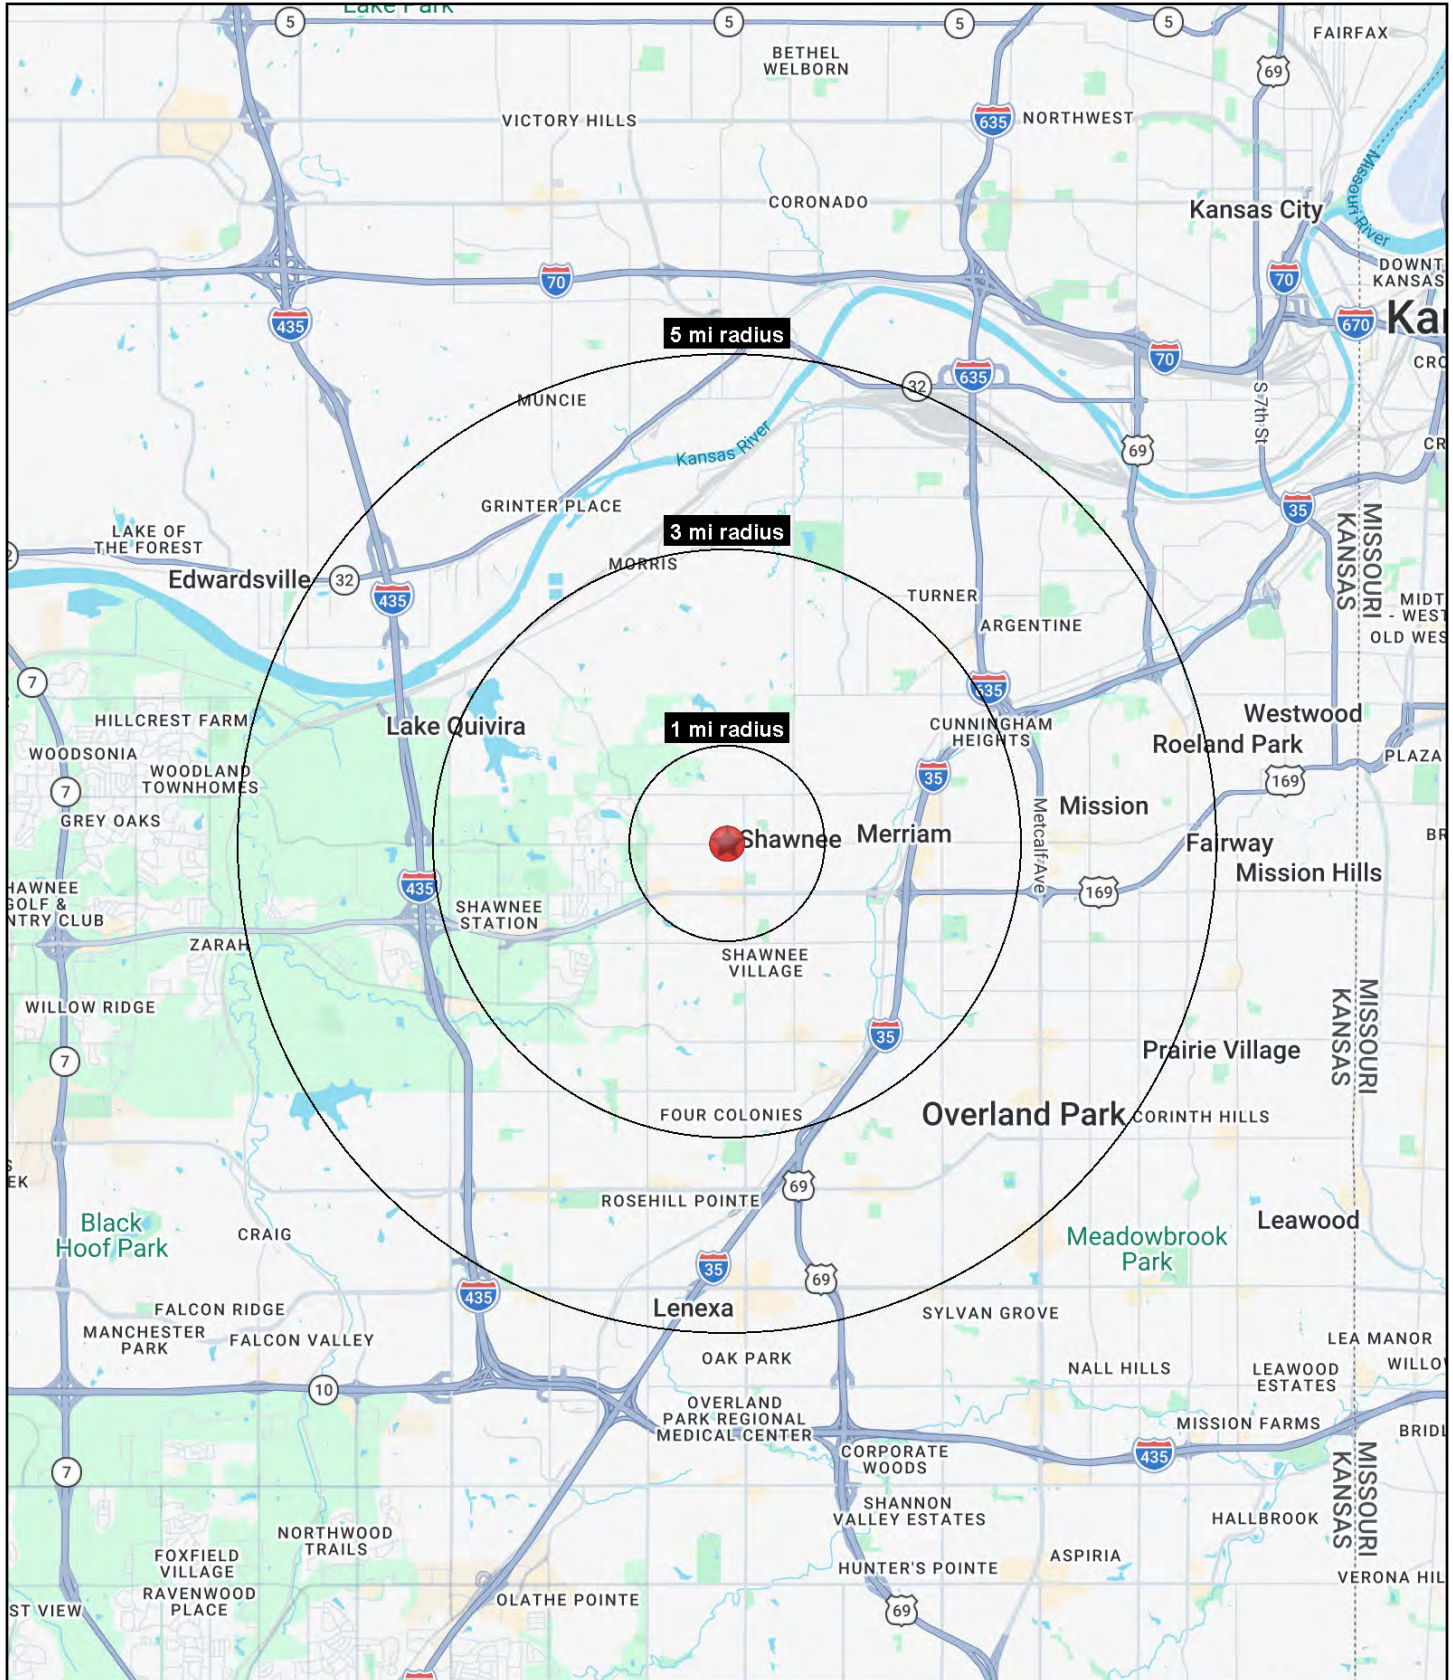 Lake Park
5
5
5
5
FAIRFAX
BETHEL
WELBORN
69
VICTORY HILLS
635
NORTHWEST
Missouri River
CORONADO
Kansas City
DOWNT
KANSAS
70
70
435
5 mi radius
670
Kar
70
CRO
635
32
MUNCIE
S 7th St
Kansas River
69
CR
GRINTER PLACE
35
LAKE OF
THE FOREST
3 mi radius
MISSOURI
KANSAS
MORRIS
Edwardsville
32
435
TURNER
MIDT
- WEST
ARGENTINE
OLD WES
7
635
HILLCREST FARM
Lake Quivira
1 mi radius
CUNNINGHAM
HEIGHTS
Westwood
Roeland Park
WOODSONIA
PLAZA
WOODLAND
TOWNHOMES
35
169
7
GREY OAKS
Metcalf Ave
Mission
Shawnee
Merriam
Fairway
BR
Mission Hills
HAWNEE
GOLF &
NTRY CLUB
435
169
SHAWNEE
STATION
ZARAH
SHAWNEE
VILLAGE
WILLOW RIDGE
MISSOURI
KANSAS
35
7
Prairie Village
FOUR COLONIES
Overland Park
CORINTH HILLS
EK
69
ROSEHILL POINTE
Black
Hoof Park
CRAIG
Leawood
Meadowbrook
Park
35
69
435
FALCON RIDGE
Lenexa
SYLVAN GROVE
MANCHESTER
PARK
FALCON VALLEY
LEA MANOR
OAK PARK
NALL HILLS
LEAWOOD
ESTATES
WILLOW
10
OVERLAND
PARK REGIONAL
MEDICAL CENTER
MISSION FARMS
BRIDL
CORPORATE
WOODS
435
7
MISSOURI
KANSAS
SHANNON
VALLEY ESTATES
HALLBROOK
NORTHWOOD
TRAILS
FOXFIELD
VILLAGE
HUNTER'S POINTE
ASPIRIA
VERONA HIL
RAVENWOOD
PLACE
OLATHE POINTE
ST VIEW
69